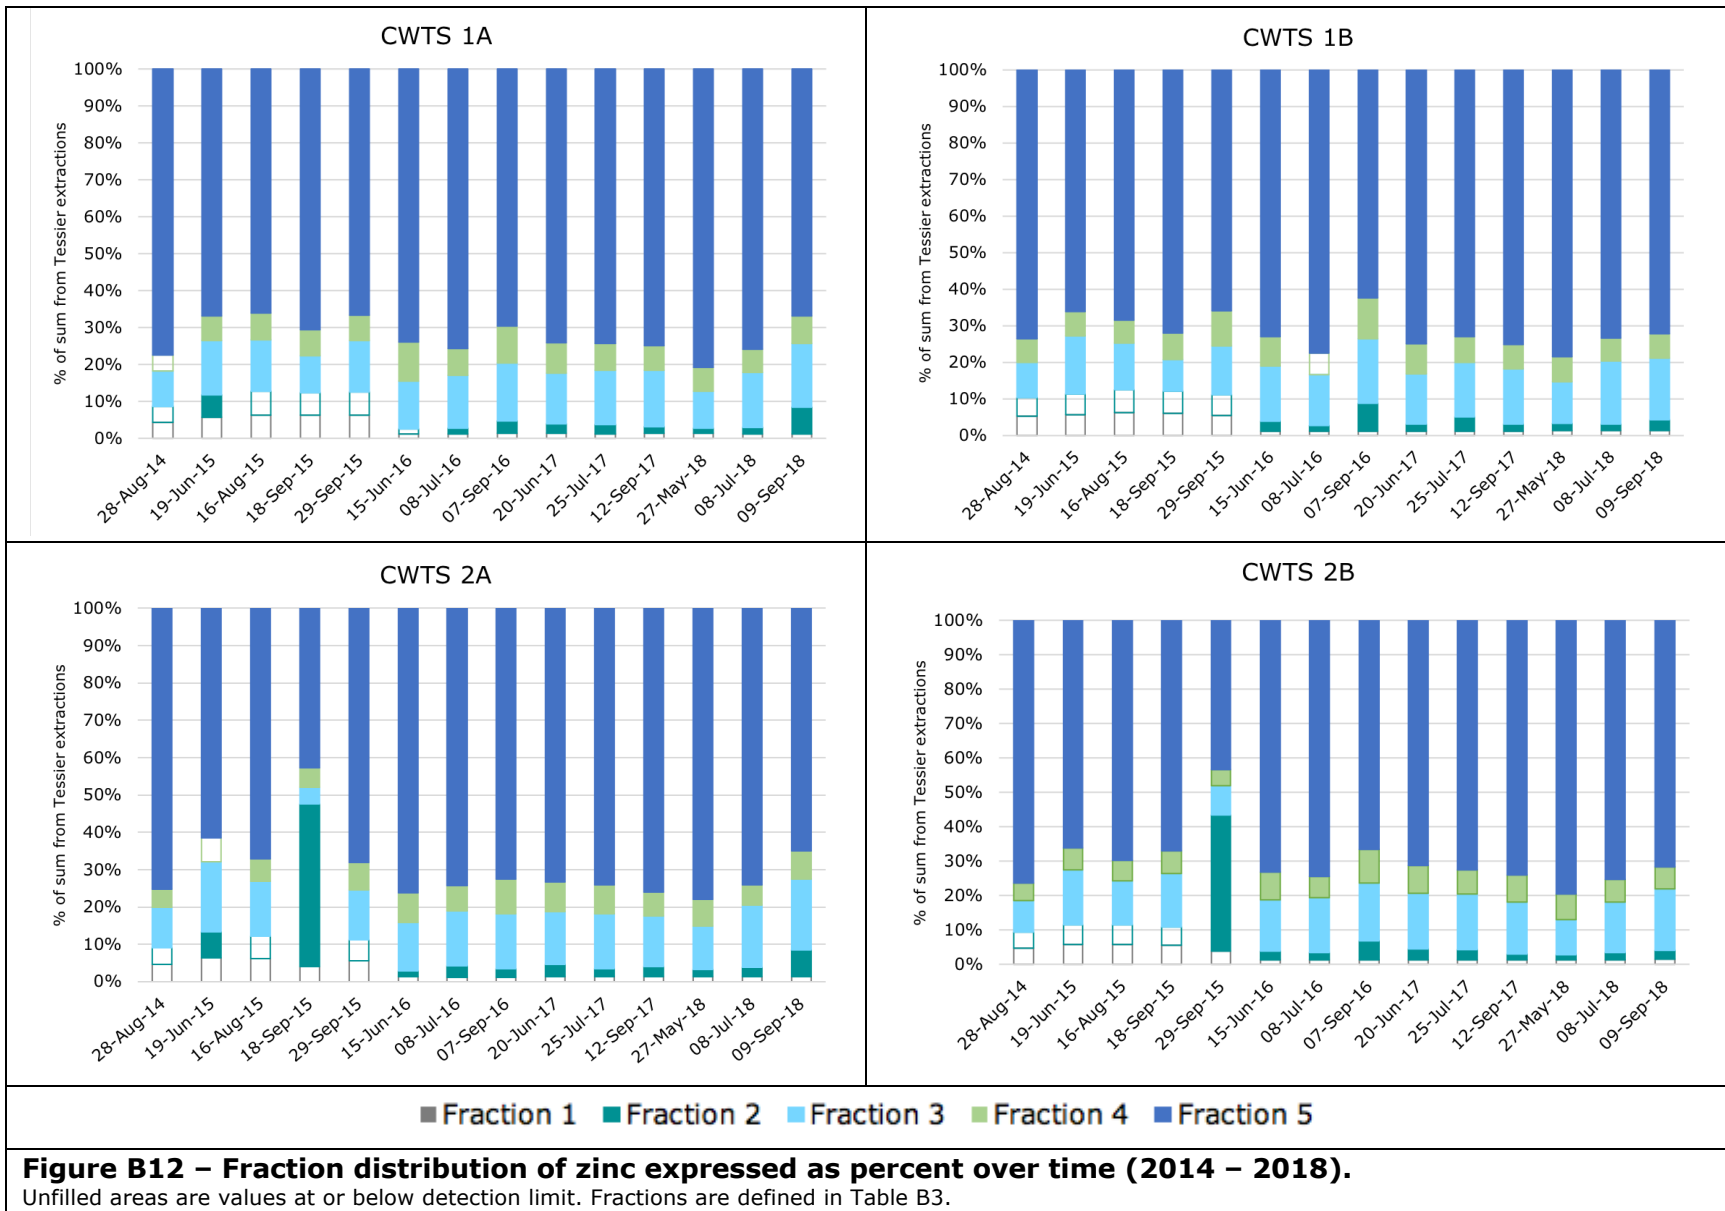 CWTS 1A
% of sum from Tessier extractions
100%
90%
80%
70%
60%
50%
40%
30%
20%
10%
0%
28-Aug-14
19-Jun-15
16-Aug-15
18-Sep-15
29-Sep-15
15-Jun-16
08-Jul-16
07-Sep-16
20-Jun-17
25-Jul-17
12-Sep-17
27-May-18
08-Jul-18
09-Sep-18
CWTS 1B
% of sum from Tessier extractions
100%
90%
80%
70%
60%
50%
40%
30%
20%
10%
0%
28-Aug-14
19-Jun-15
16-Aug-15
18-Sep-15
29-Sep-15
15-Jun-16
08-Jul-16
07-Sep-16
20-Jun-17
25-Jul-17
12-Sep-17
27-May-18
08-Jul-18
09-Sep-18
CWTS 2A
% of sum from Tessier extractions
100%
90%
80%
70%
60%
50%
40%
30%
20%
10%
0%
28-Aug-14
19-Jun-15
16-Aug-15
18-Sep-15
29-Sep-15
15-Jun-16
08-Jul-16
07-Sep-16
20-Jun-17
25-Jul-17
12-Sep-17
27-May-18
08-Jul-18
09-Sep-18
CWTS 2B
% of sum from Tessier extractions
100%
90%
80%
70%
60%
50%
40%
30%
20%
10%
0%
28-Aug-14
19-Jun-15
16-Aug-15
18-Sep-15
29-Sep-15
15-Jun-16
08-Jul-16
07-Sep-16
20-Jun-17
25-Jul-17
12-Sep-17
27-May-18
08-Jul-18
09-Sep-18
Fraction 1 Fraction 2 Fraction 3 Fraction 4 Fraction 5
Figure B12 – Fraction distribution of zinc expressed as percent over time (2014 – 2018).
Unfilled areas are values at or below detection limit. Fractions are defined in Table B3.